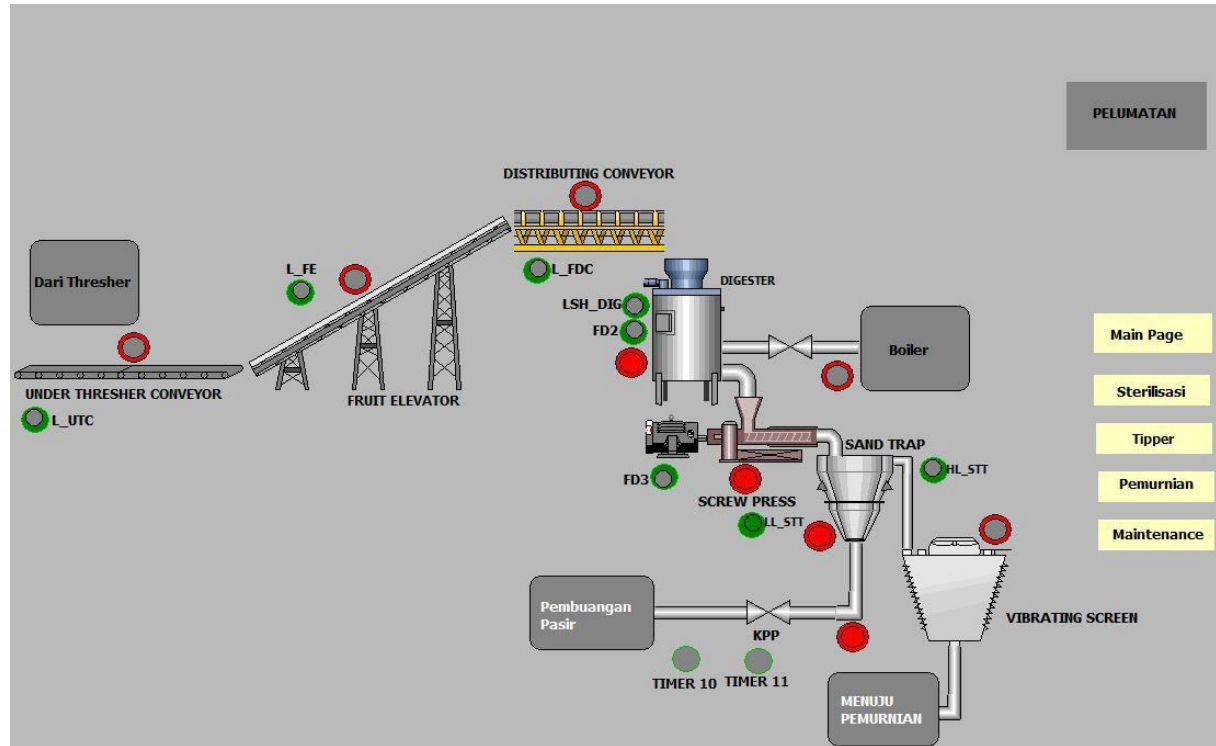 PELUMATAN
DISTRIBUTING CONVEYOR
Dari Thresher
L_FE
L_FDC
DIGESTER
LSH_DIG
FD2
Boiler
Main Page
UNDER THRESHER CONVEYOR
FRUIT ELEVATOR
L_UTC
Sterilisasi
Tipper
SAND TRAP
HL_STT
FD3
SCREW PRESS
LL_STT
Pemurnian
Maintenance
Pembuangan
Pasir
KPP
VIBRATING SCREEN
TIMER 10
TIMER 11
MENUJU
PEMURNIAN